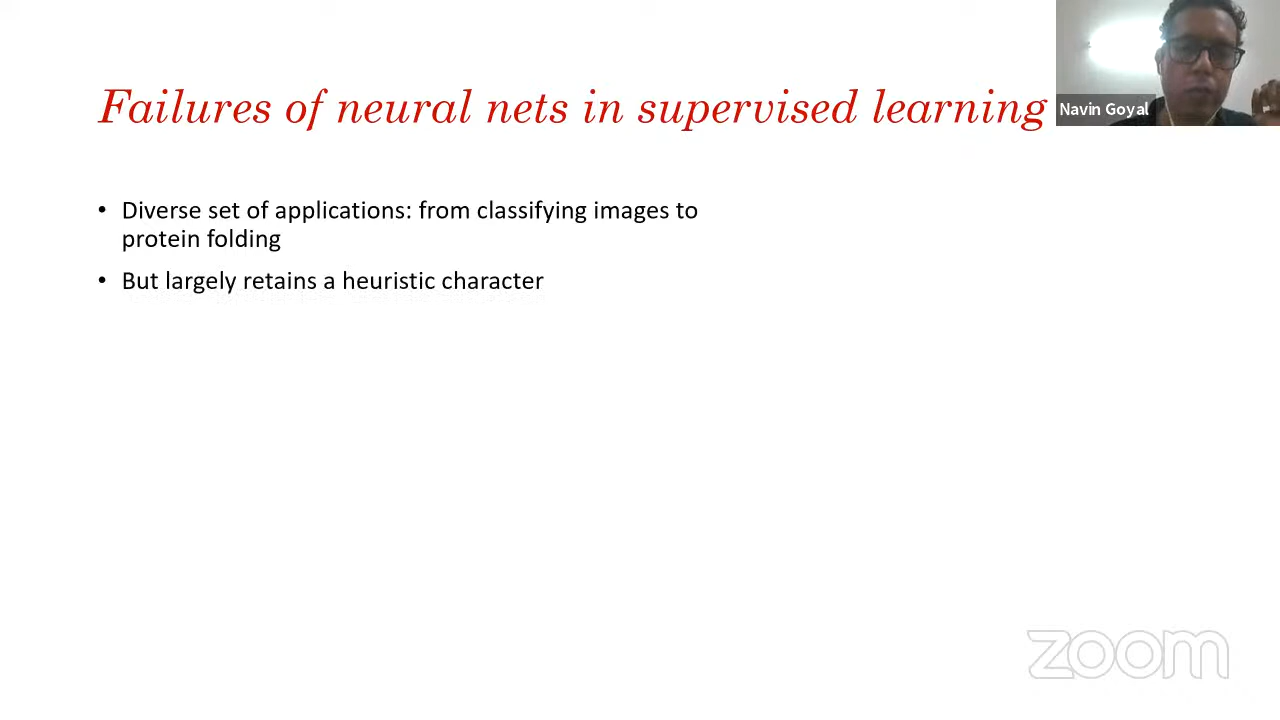 Failures of neural nets in supervised learning
Navin Goyal
• Diverse set of applications: from classifying images to
protein folding
• But largely retains a heuristic character
zoom